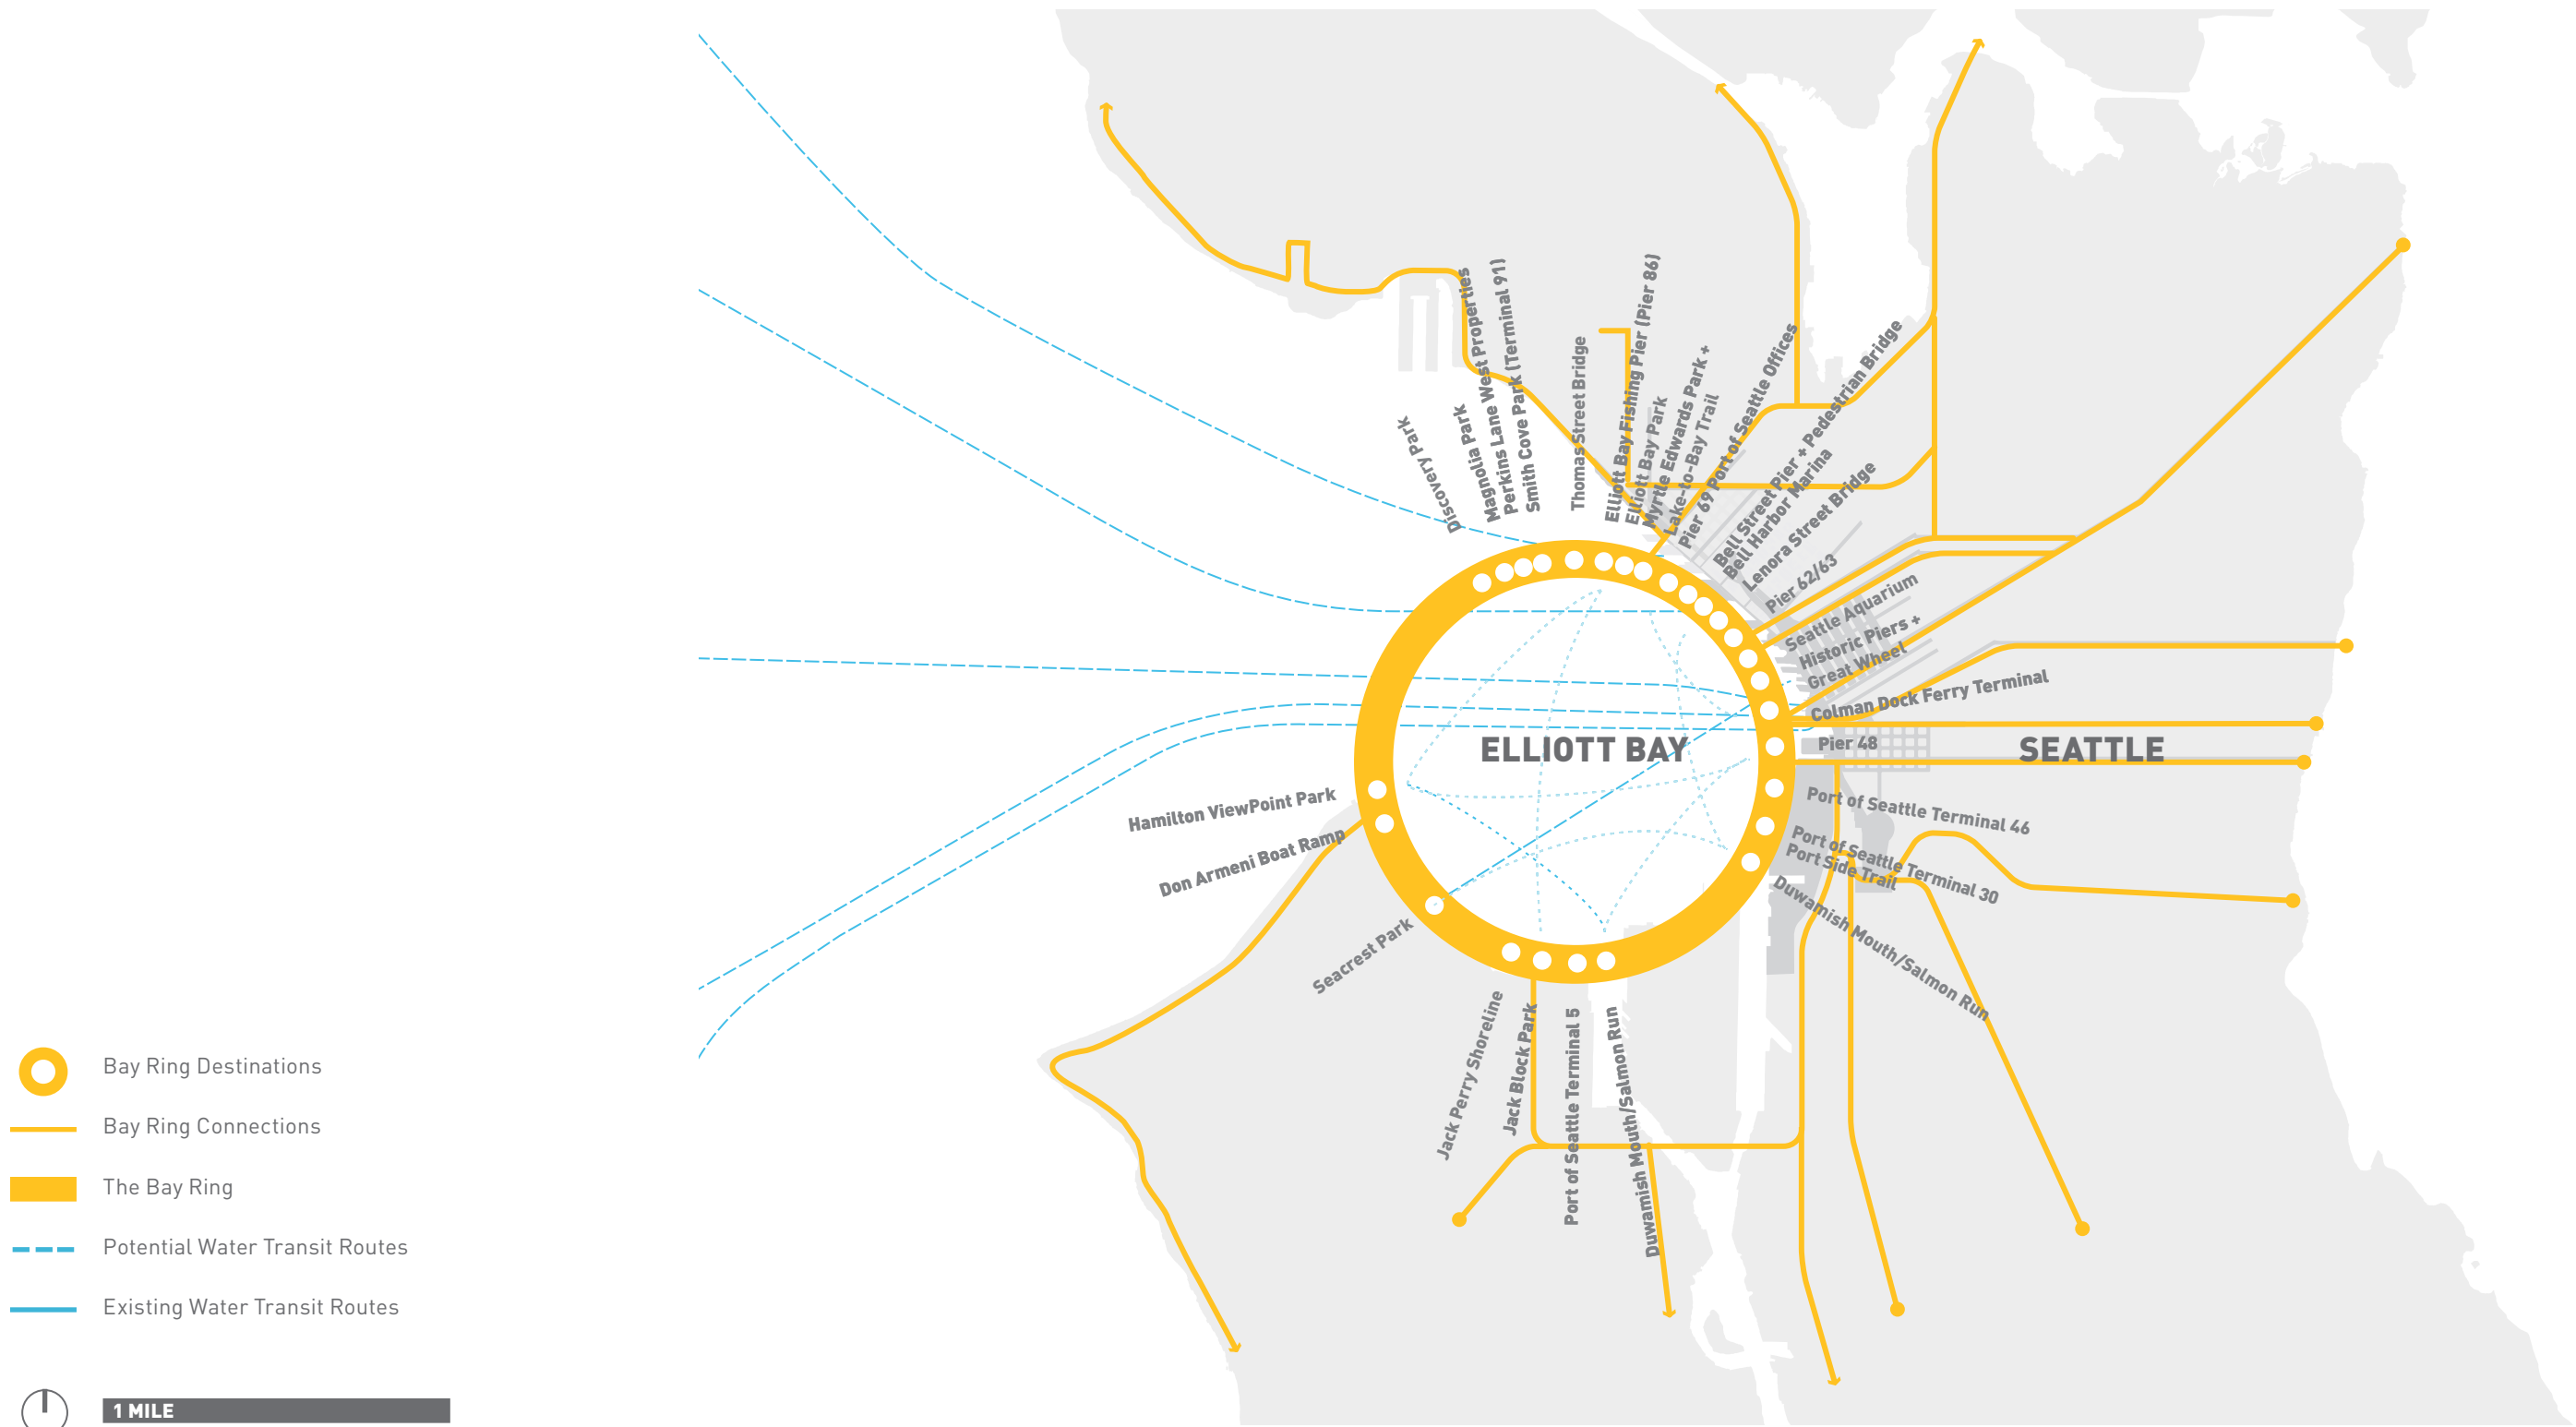 Discovery Park
Magnolia Park
Perkins Lane West Properties
Smith Cove Park (Terminal 91)
Thomas Street Bridge
Elliott Bay Fishing Pier (Pier 86)
Elliott Bay Park
Myrtle Edwards Park +
Lake-to-Bay Trail
Pier 69 Port of Seattle Offices
Bell Street Pier + Pedestrian Bridge
Bell Harbor Marina
Lenora Street Bridge
Pier 62/63
Seattle Aquarium
Historic Piers +
Great Wheel
Colman Dock Ferry Terminal
Pier 48
ELLIOTT BAY
SEATTLE
Port of Seattle Terminal 46
Port of Seattle Terminal 30
Port Side Trail
Duwamish Mouth/Salmon Run
Duwamish Mouth/Salmon Run
Port of Seattle Terminal 5
Jack Block Park
Jack Perry Shoreline
Seacrest Park
Don Armeni Boat Ramp
Hamilton ViewPoint Park
Bay Ring Destinations
Bay Ring Connections
The Bay Ring
Potential Water Transit Routes
Existing Water Transit Routes
1 MILE